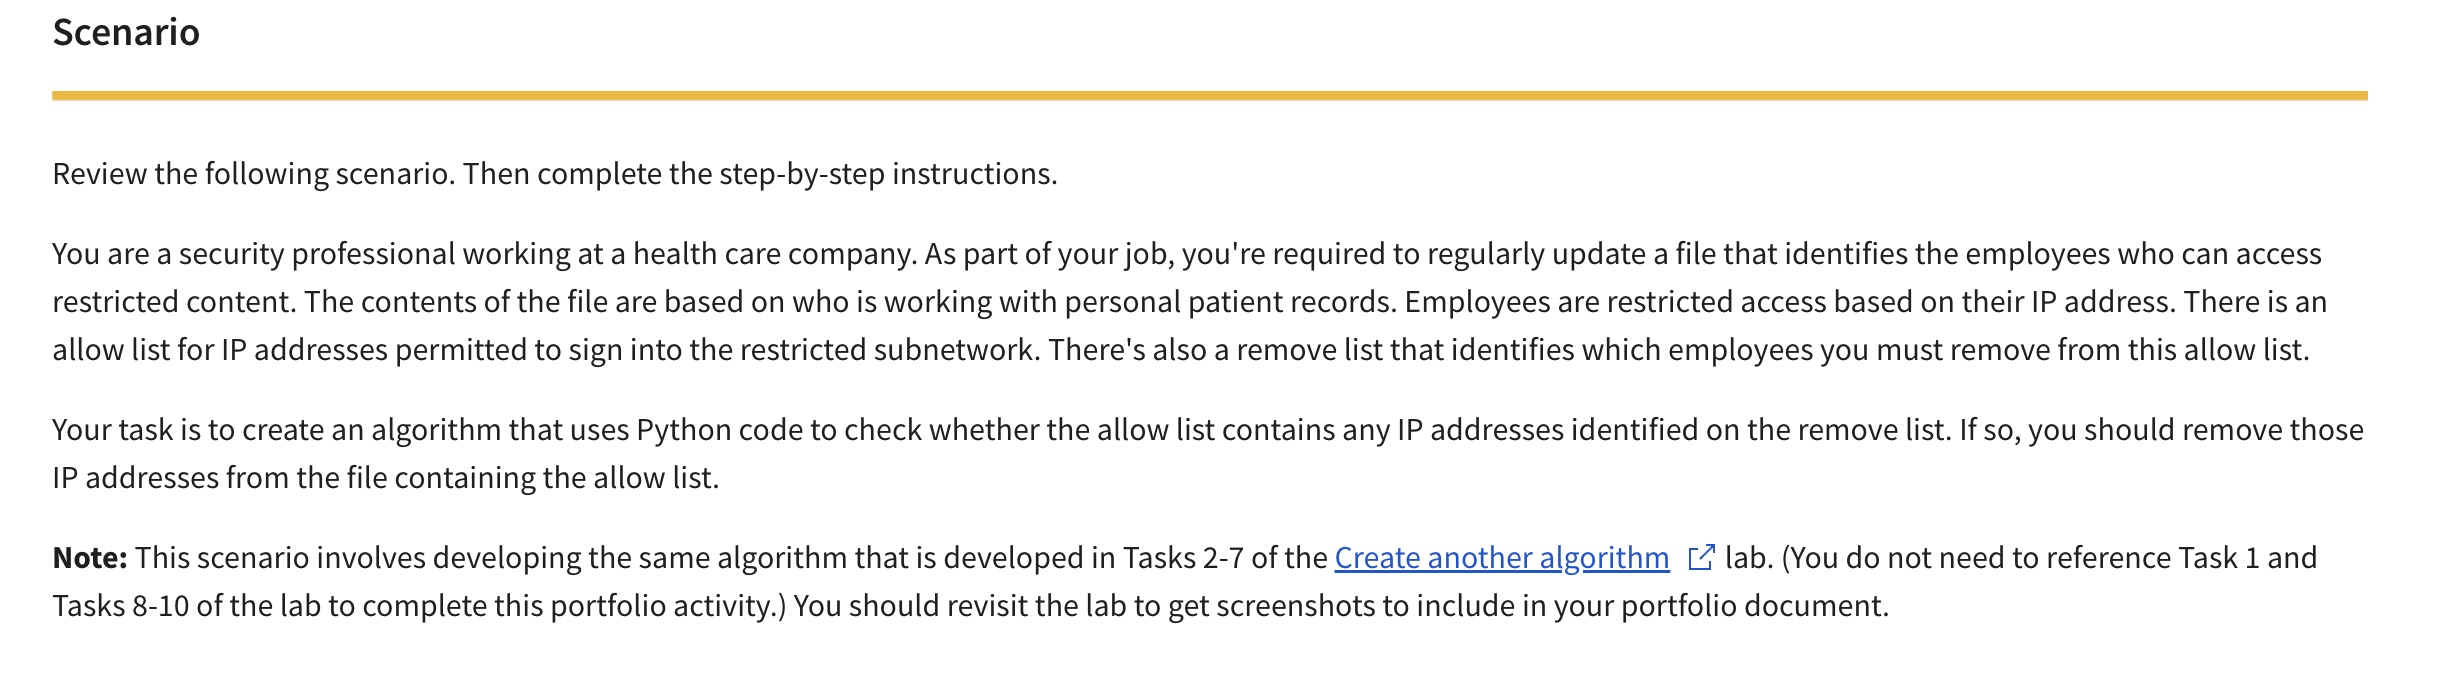 Scenario
Review the following scenario. Then complete the step-by-step instructions.
You are a security professional working at a health care company. As part of your job, you're required to regularly update a file that identifies the employees who can access
restricted content. The contents of the file are based on who is working with personal patient records. Employees are restricted access based on their IP address. There is an
allow list for IP addresses permitted to sign into the restricted subnetwork. There's also a remove list that identifies which employees you must remove from this allow list.
Your task is to create an algorithm that uses Python code to check whether the allow list contains any IP addresses identified on the remove list. If so, you should remove those
IP addresses from the file containing the allow list.
Note: This scenario involves developing the same algorithm that is developed in Tasks 2-7 of the Create another algorithm lab. (You do not need to reference Task 1 and
Tasks 8-10 of the lab to complete this portfolio activity.) You should revisit the lab to get screenshots to include in your portfolio document.